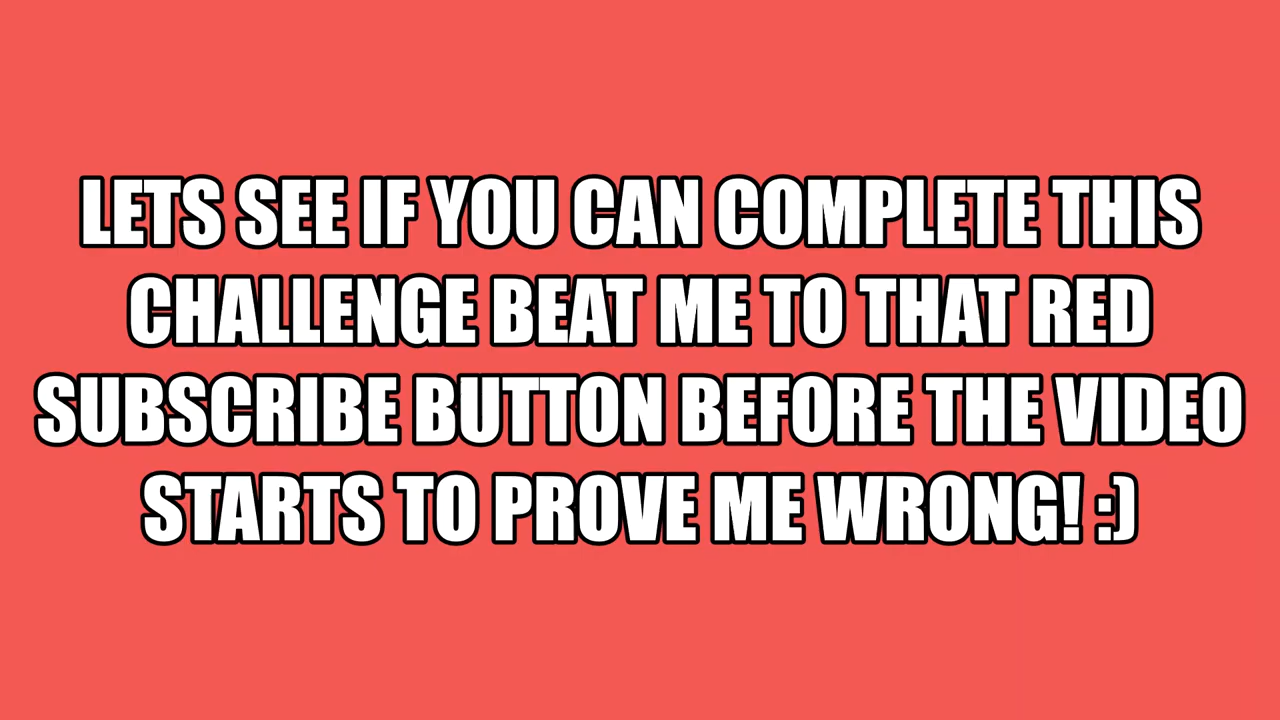 LETS SEE IF YOU CAN COMPLETE THIS
CHALLENGE BEAT ME TO THAT RED
SUBSCRIBE BUTTON BEFORE THE VIDEO
STARTS TO PROVE ME WRONG! :)